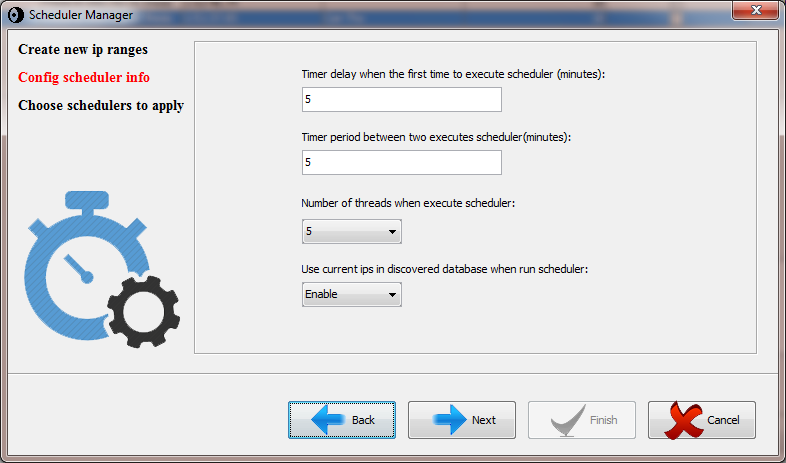 Scheduler Manager
Create new ip ranges
Config scheduler info
Choose schedulers to apply
Timer delay when the first time to execute scheduler (minutes):
5
Timer period between two executes scheduler(minutes):
5
Number of threads when execute scheduler:
5
Use current ips in discovered database when run scheduler:
Enable
Back
Next
Finish
Cancel